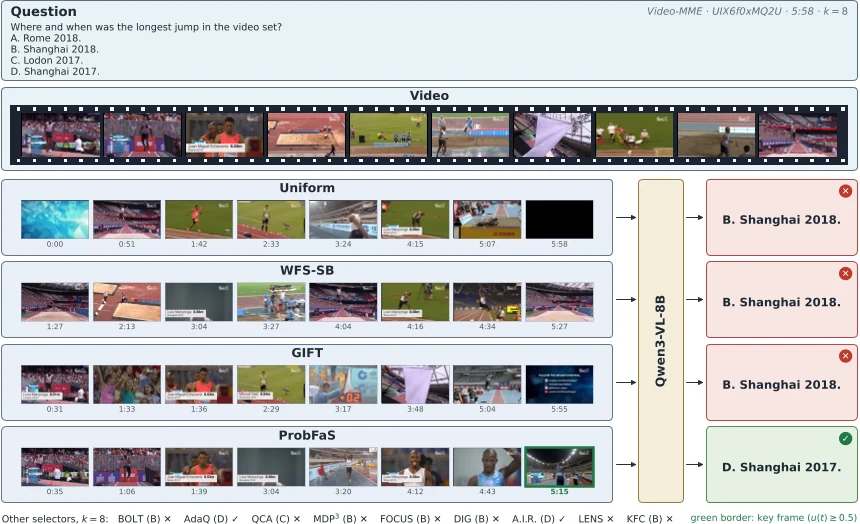 Question
Video-MME · UIX6f0xMQ2U · 5:58 · k = 8
Where and when was the longest jump in the video set?
A. Rome 2018.
B. Shanghai 2018.
C. Lodon 2017.
D. Shanghai 2017.
Video
Uniform
0:00 0:51 1:42 2:33 3:24 4:15 5:07 5:58
B. Shanghai 2018.
WFS-SB
1:27 2:13 3:04 3:27 4:04 4:16 4:34 5:27
B. Shanghai 2018.
GIFT
0:31 1:33 1:36 2:29 3:17 3:48 5:04 5:55
B. Shanghai 2018.
ProbFaS
0:35 1:06 1:39 3:04 3:20 4:12 4:43 5:15
D. Shanghai 2017.
Qwen3-VL-8B
Other selectors, k = 8: BOLT (B) ✕ AdaQ (D) ✓ QCA (C) ✕ MDP³ (B) ✕ FOCUS (B) ✕ DIG (B) ✕ A.I.R. (D) ✓ LENS ✕ KFC (B) ✕ green border: key frame (u(t) ≥ 0.5)